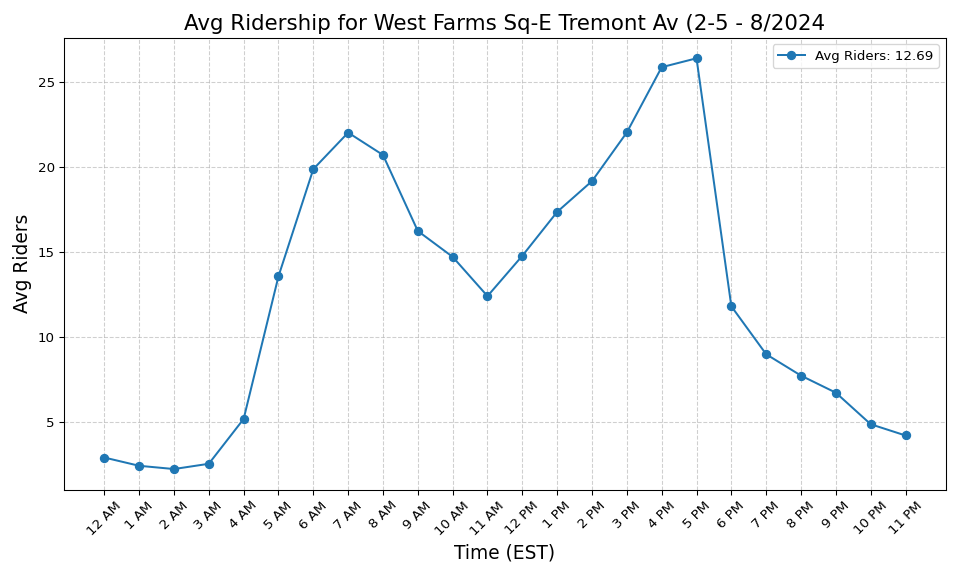 Avg Ridership for West Farms Sq-E Tremont Av (2-5 - 8/2024
Avg Riders: 12.69
Avg Riders
25
20
15
10
5
12 AM 1 AM 2 AM 3 AM 4 AM 5 AM 6 AM 7 AM 8 AM 9 AM 10 AM 11 AM 12 PM 1 PM 2 PM 3 PM 4 PM 5 PM 6 PM 7 PM 8 PM 9 PM 10 PM 11 PM
Time (EST)